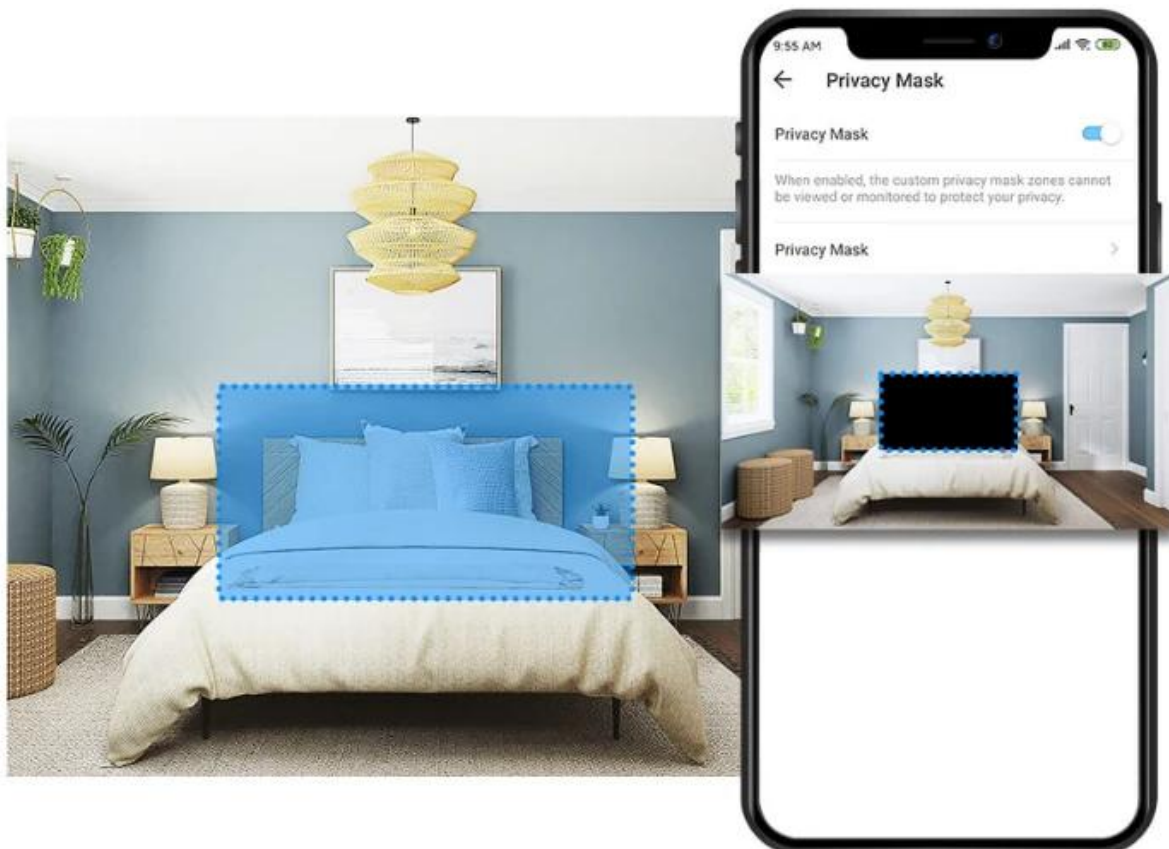 9:55 AM
Privacy Mask
Privacy Mask
When enabled, the custom privacy mask zones cannot
be viewed or monitored to protect your privacy.
Privacy Mask